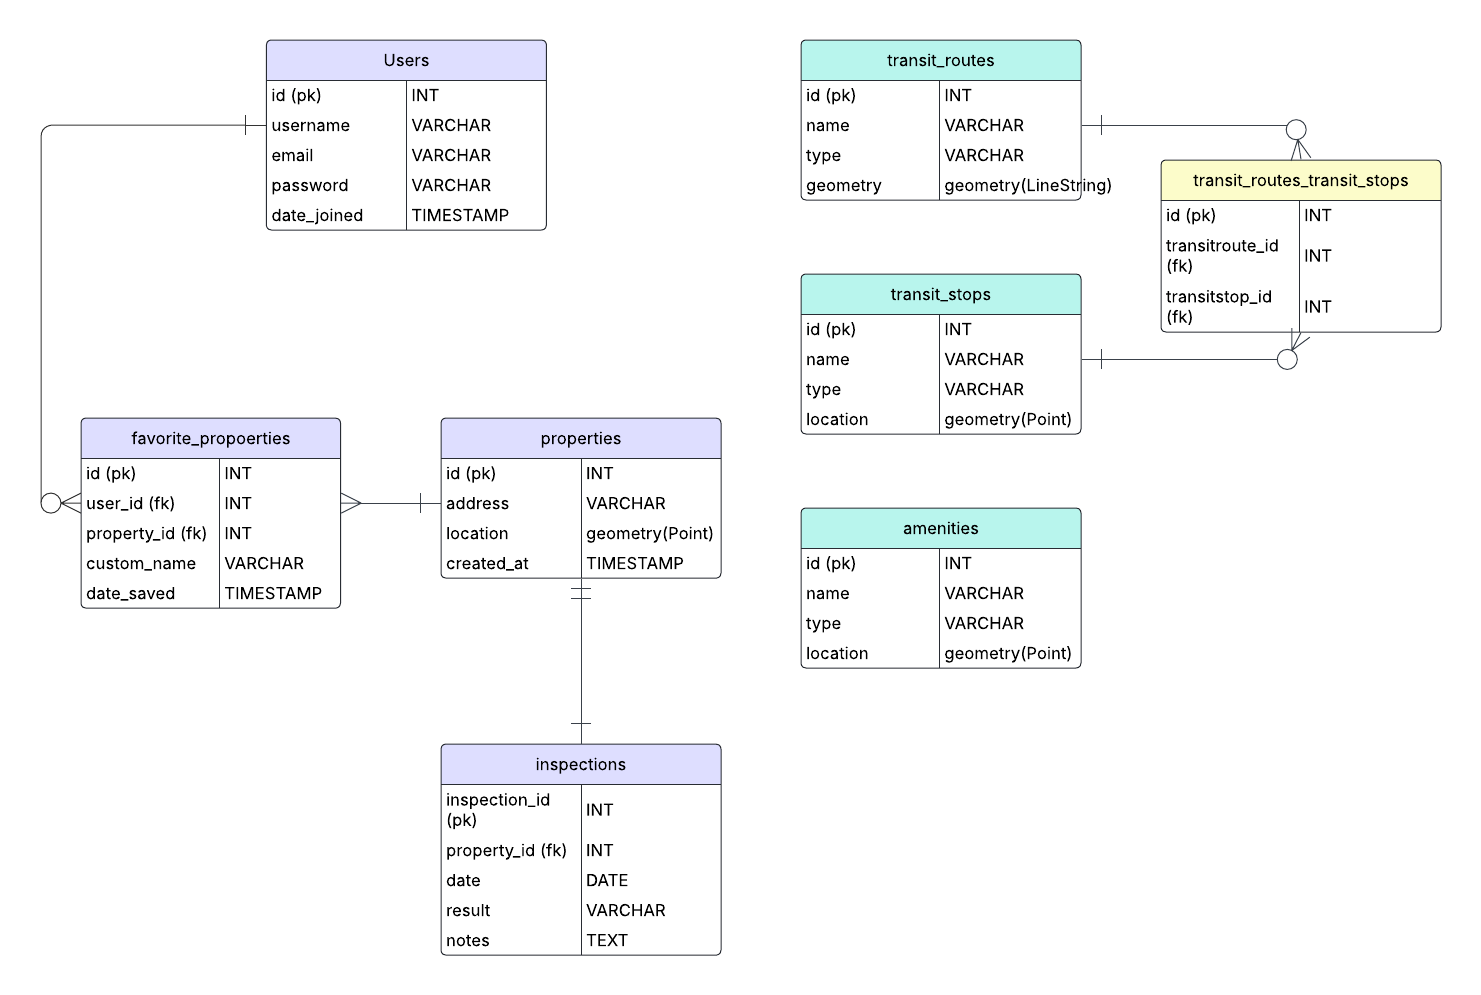 Users
id (pk) INT
username VARCHAR
email VARCHAR
password VARCHAR
date_joined TIMESTAMP
favorite_propoerties
id (pk) INT
user_id (fk) INT
property_id (fk) INT
custom_name VARCHAR
date_saved TIMESTAMP
properties
id (pk) INT
address VARCHAR
location geometry(Point)
created_at TIMESTAMP
inspections
inspection_id
(pk) INT
property_id (fk) INT
date DATE
result VARCHAR
notes TEXT
transit_routes
id (pk) INT
name VARCHAR
type VARCHAR
geometry geometry(LineString)
transit_routes_transit_stops
id (pk) INT
transitroute_id
(fk) INT
transitstop_id
(fk) INT
transit_stops
id (pk) INT
name VARCHAR
type VARCHAR
location geometry(Point)
amenities
id (pk) INT
name VARCHAR
type VARCHAR
location geometry(Point)